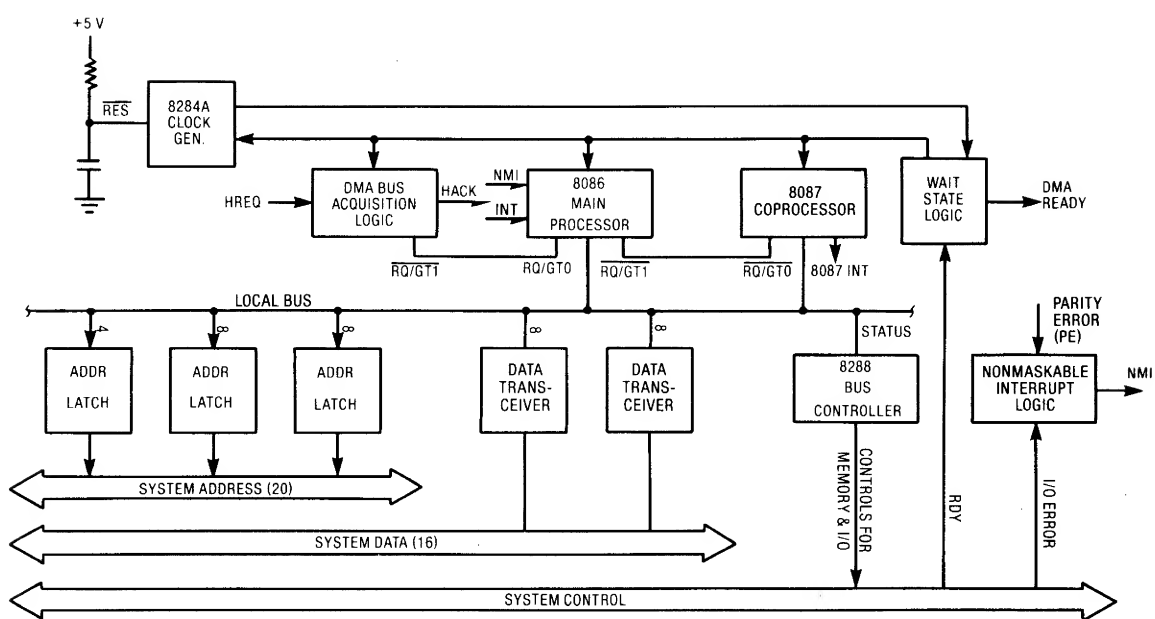 +5 V
RES
8284A
CLOCK
GEN.
HREQ
DMA BUS
ACQUISITION
LOGIC
HACK
NMI
INT
8086
MAIN
PROCESSOR
8087
COPROCESSOR
WAIT
STATE
LOGIC
DMA
READY
RQ/GT1
RQ/GT0
RQ/GT1
RQ/GT0
8087 INT
LOCAL BUS
4
8
8
8
8
STATUS
PARITY
ERROR
(PE)
ADDR
LATCH
ADDR
LATCH
ADDR
LATCH
DATA
TRANS-
CEIVER
DATA
TRANS-
CEIVER
8288
BUS
CONTROLLER
NONMASKABLE
INTERRUPT
LOGIC
NMI
CONTROLS FOR
MEMORY & I/O
RDY
I/O ERROR
SYSTEM ADDRESS (20)
SYSTEM DATA (16)
SYSTEM CONTROL